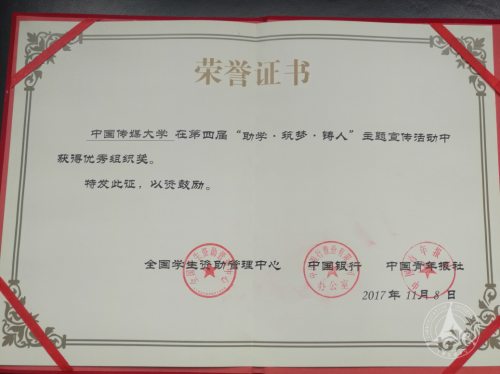 荣誉证书
中国传媒大学 在第四届“助学·筑梦·铸人”主题宣传活动中
获得优秀组织奖。
特发此证，以资鼓励。
全国学生资助管理中心 中国银行 中国青年报社
2017年11月8日